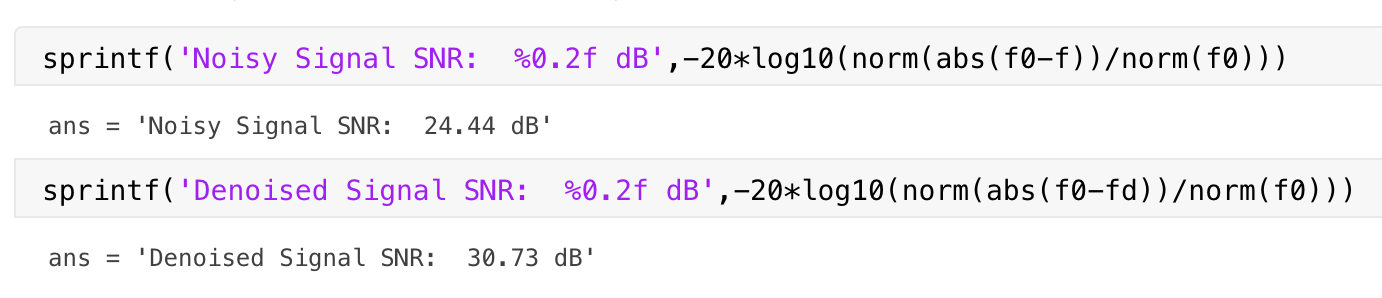 sprintf('Noisy Signal SNR:  %0.2f dB',-20*log10(norm(abs(f0-f))/norm(f0)))
ans = 'Noisy Signal SNR:  24.44 dB'
sprintf('Denoised Signal SNR:  %0.2f dB',-20*log10(norm(abs(f0-fd))/norm(f0)))
ans = 'Denoised Signal SNR:  30.73 dB'